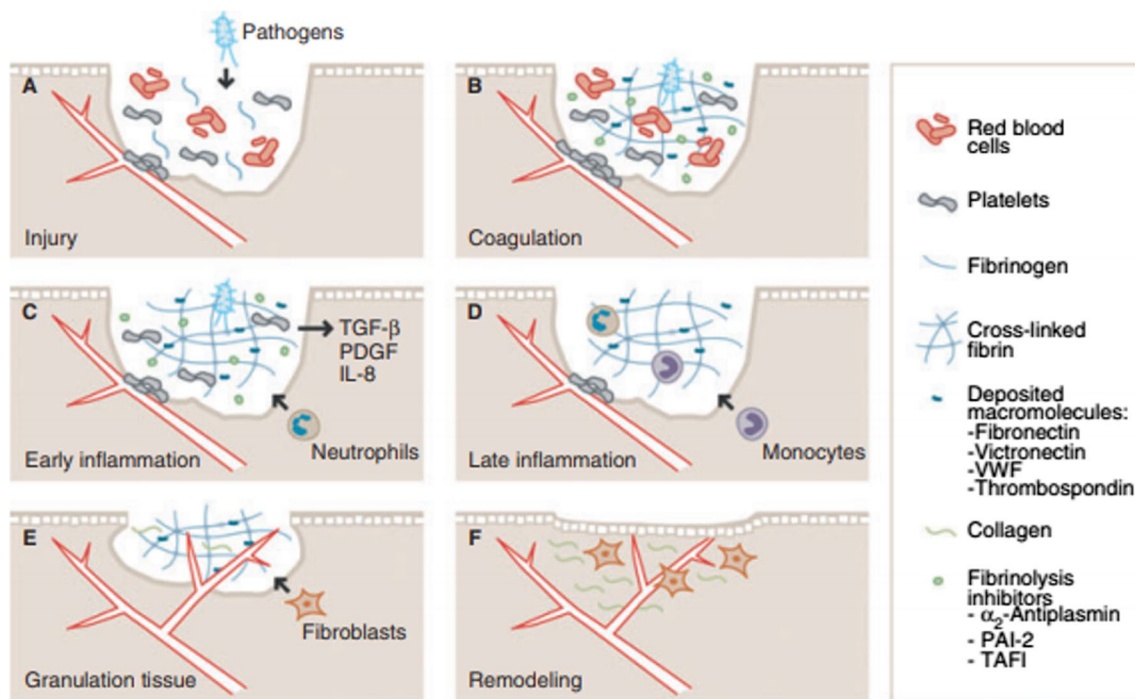 Pathogens
A
Injury
B
Coagulation
C
TGF-β
PDGF
IL-8
Neutrophils
Early inflammation
D
Monocytes
Late inflammation
E
Fibroblasts
Granulation tissue
F
Remodeling
Red blood
cells
Platelets
Fibrinogen
Cross-linked
fibrin
Deposited
macromolecules:
-Fibronectin
-Victronectin
-VWF
-Thrombospondin
Collagen
Fibrinolysis
inhibitors
- α₂-Antiplasmin
- PAI-2
- TAFI